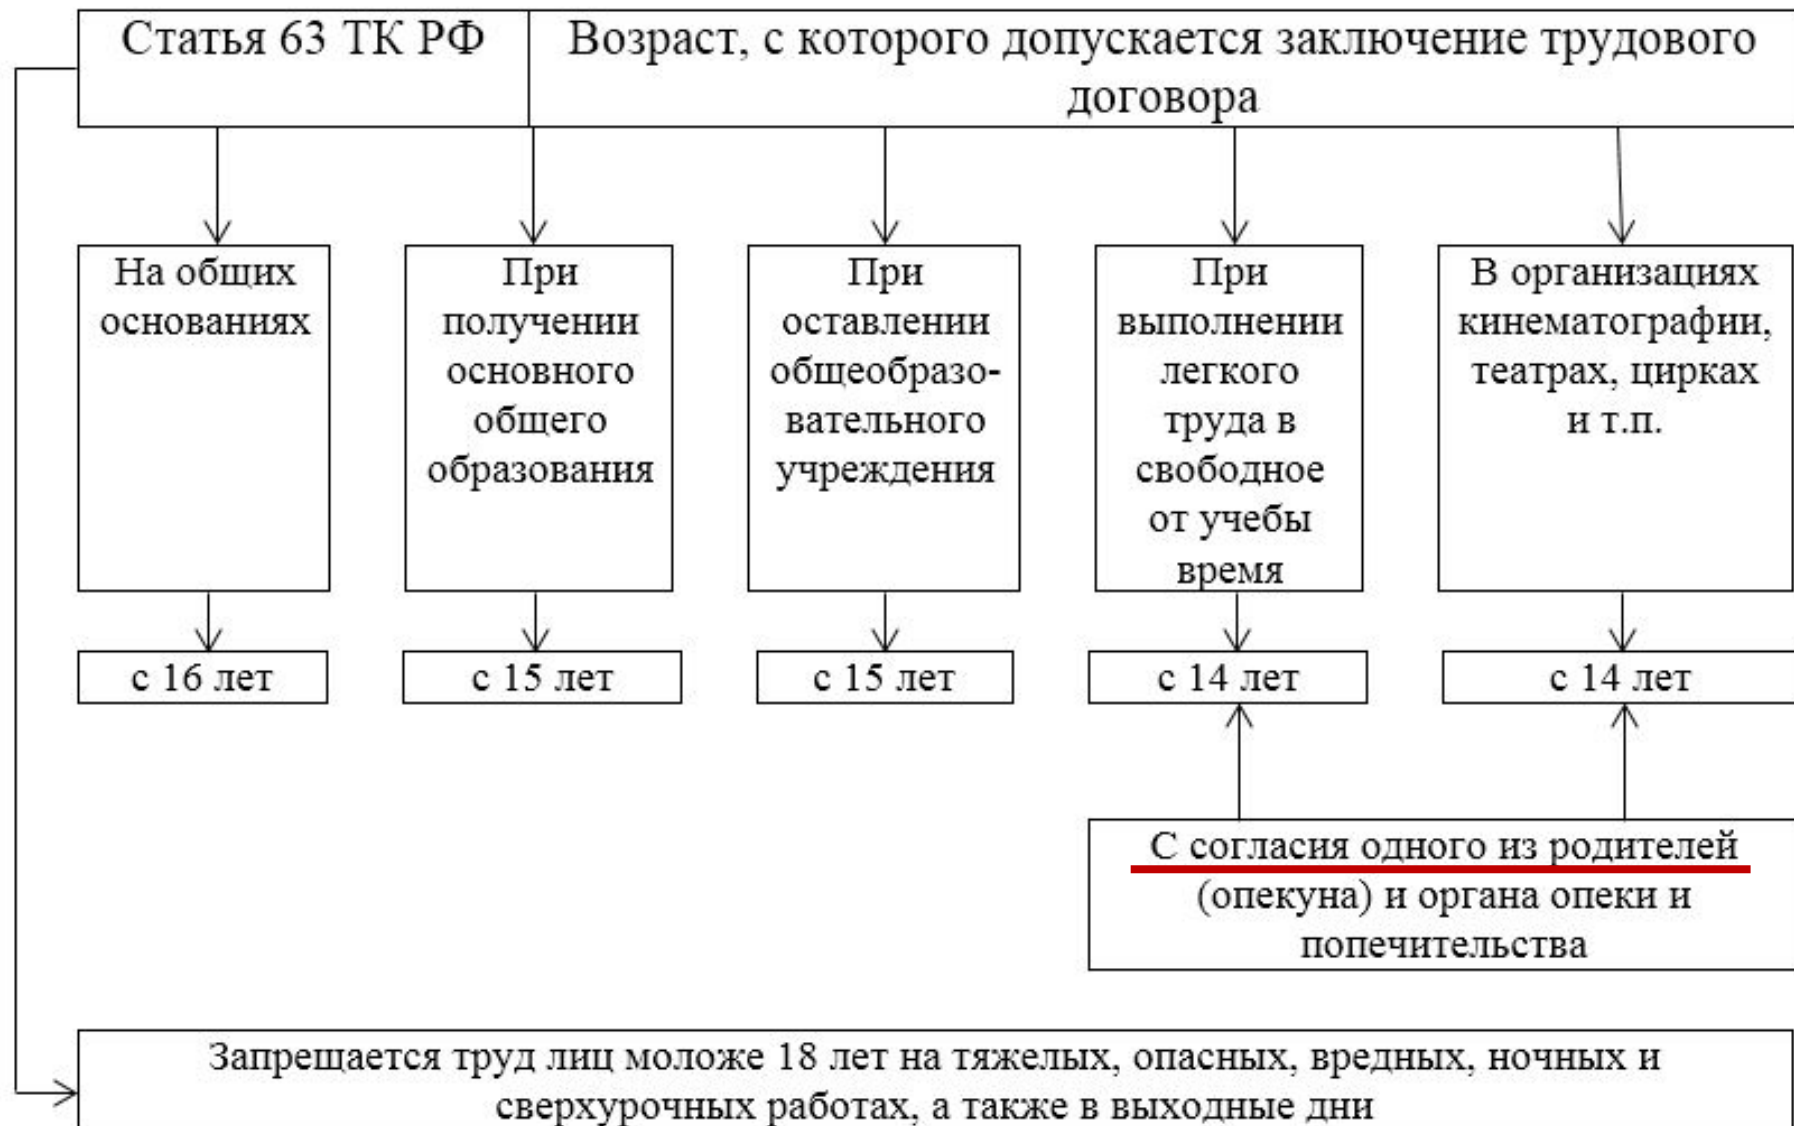 Статья 63 ТК РФ
Возраст, с которого допускается заключение трудового
договора
На общих
основаниях
При
получении
основного
общего
образования
При
оставлении
общеобразо-
вательного
учреждения
При
выполнении
легкого
труда в
свободное
от учебы
время
В организациях
кинематографии,
театрах, цирках
и т.п.
с 16 лет
с 15 лет
с 15 лет
с 14 лет
с 14 лет
С согласия одного из родителей
(опекуна) и органа опеки и
попечительства
Запрещается труд лиц моложе 18 лет на тяжелых, опасных, вредных, ночных и
сверхурочных работах, а также в выходные дни